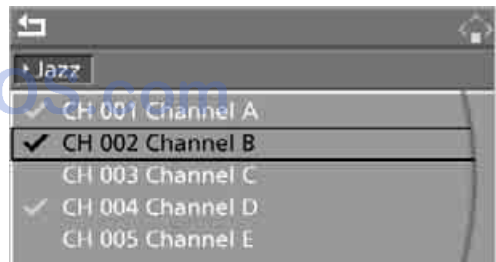 Jazz
CH 001 Channel A
CH 002 Channel B
CH 003 Channel C
CH 004 Channel D
CH 005 Channel E